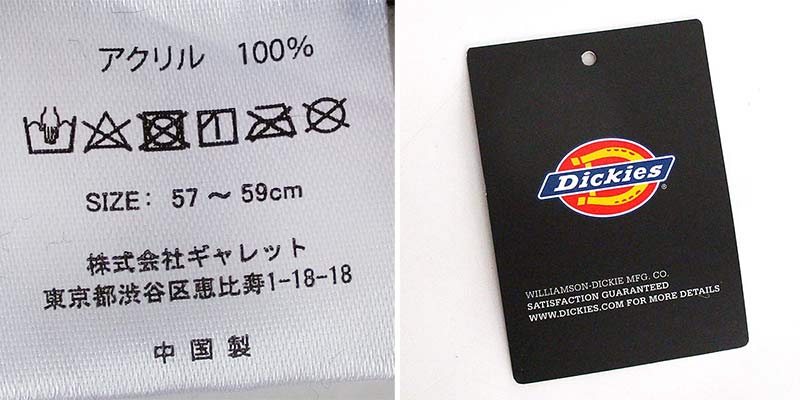 アクリル 100%
SIZE: 57～59cm
株式会社ギャレット
東京都渋谷区恵比寿1-18-18
中国製
Dickies®
WILLIAMSON-DICKIE MFG. CO.
SATISFACTION GUARANTEED
WWW.DICKIES.COM FOR MORE DETAILS